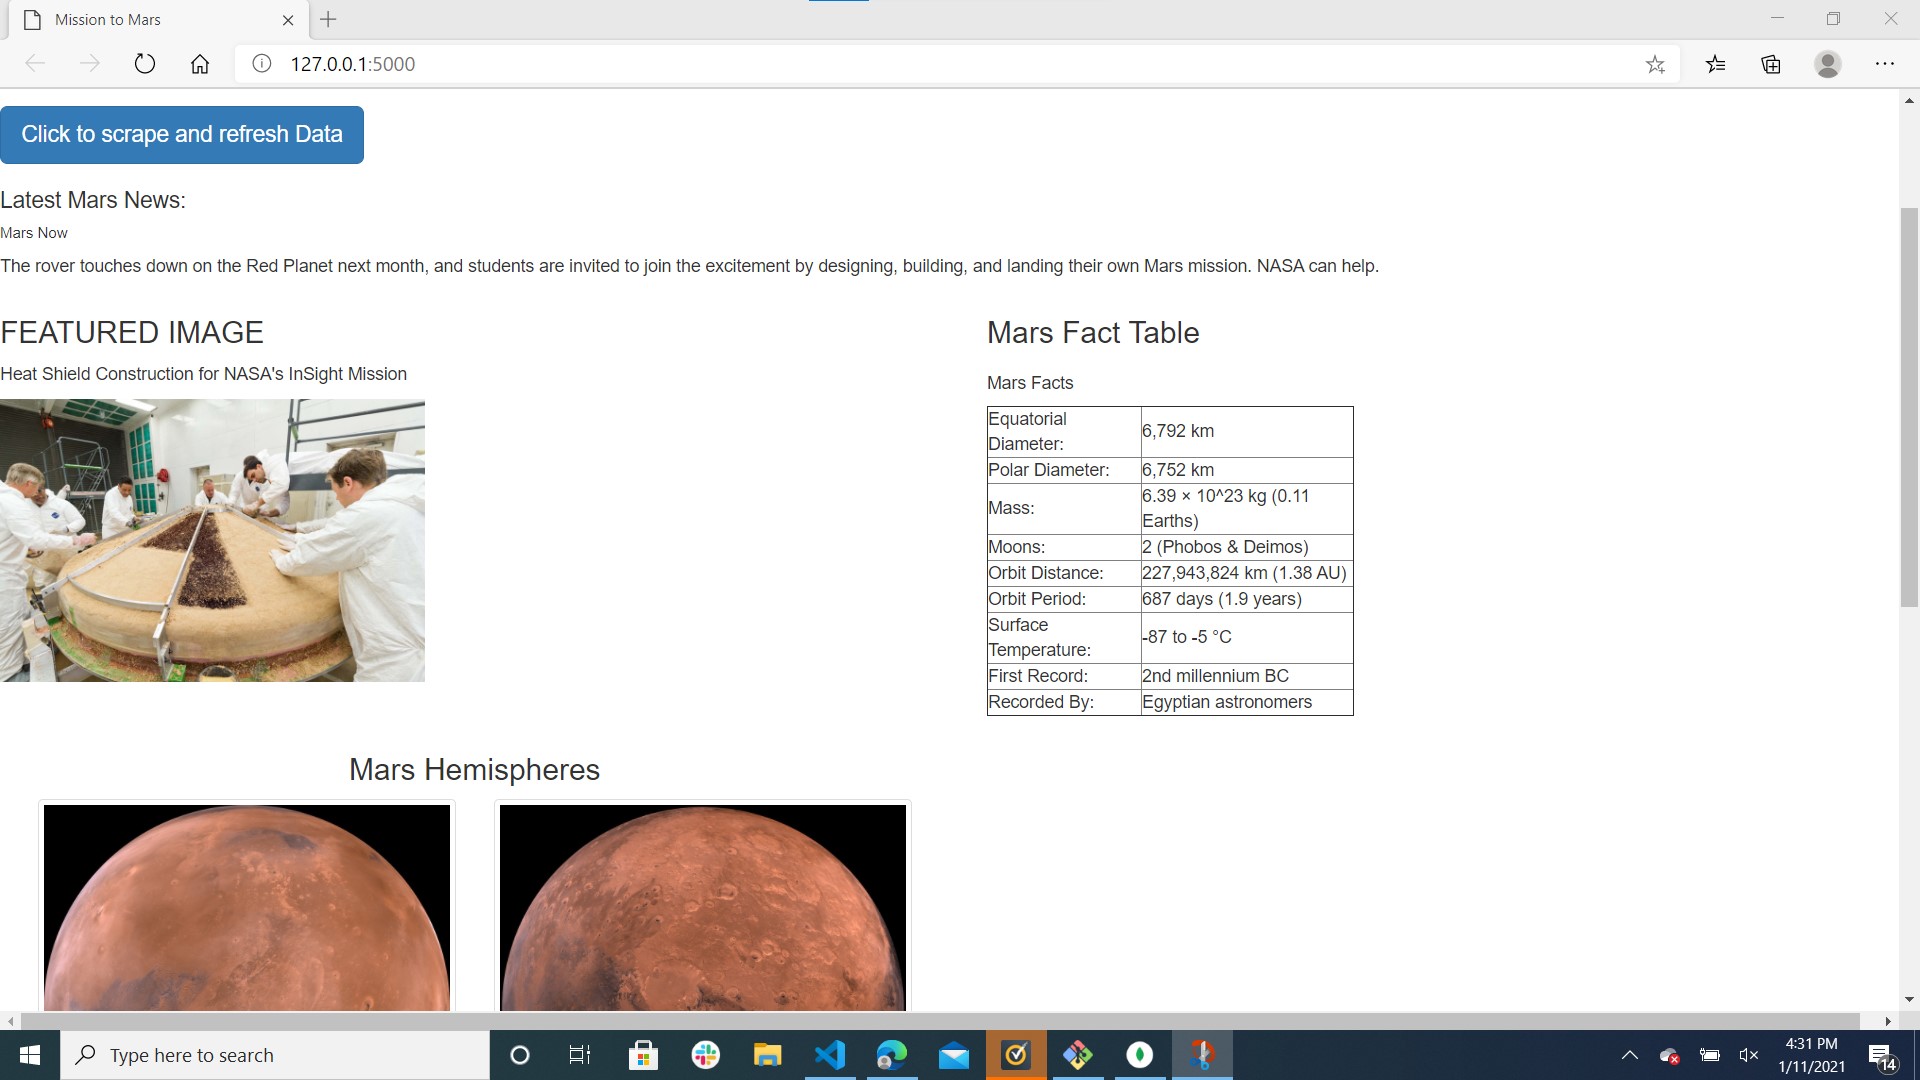 Mission to Mars
127.0.0.1:5000
Click to scrape and refresh Data
Latest Mars News:
Mars Now
The rover touches down on the Red Planet next month, and students are invited to join the excitement by designing, building, and landing their own Mars mission. NASA can help.
FEATURED IMAGE
Heat Shield Construction for NASA's InSight Mission
Mars Fact Table
Mars Facts
Equatorial
Diameter:
6,792 km
Polar Diameter:
6,752 km
Mass:
6.39 × 10^23 kg (0.11
Earths)
Moons:
2 (Phobos & Deimos)
Orbit Distance:
227,943,824 km (1.38 AU)
Orbit Period:
687 days (1.9 years)
Surface
Temperature:
-87 to -5 °C
First Record:
2nd millennium BC
Recorded By:
Egyptian astronomers
Mars Hemispheres
Type here to search
4:31 PM
1/11/2021
14